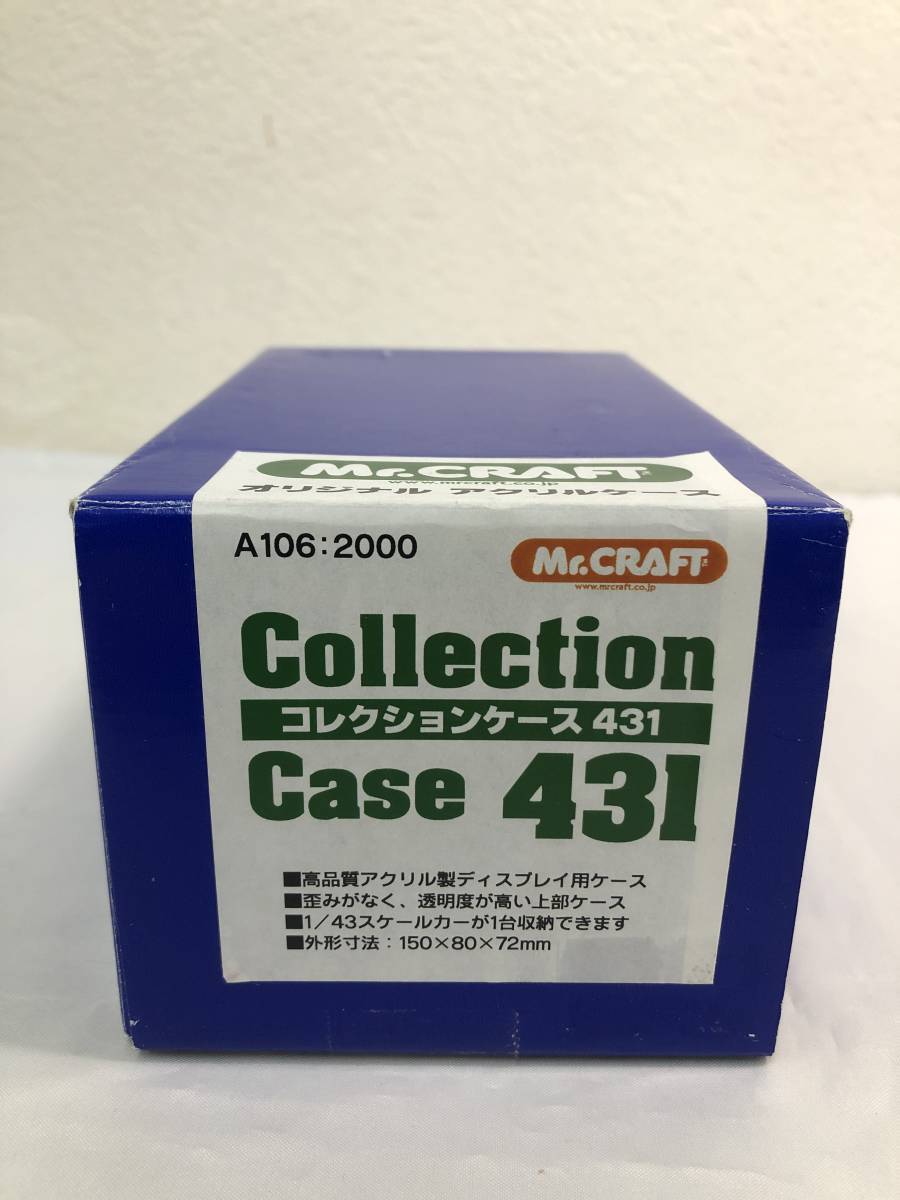 Mr.CRAFT
www.mrcraft.co.jp
オリジナル アクリルケース
A106:2000
Mr.CRAFT™
www.mrcraft.co.jp
Collection
コレクションケース431
Case 431
■高品質アクリル製ディスプレイ用ケース
■歪みがなく、透明度が高い上部ケース
■1/43スケールカーが1台収納できます
■外形寸法：150×80×72mm